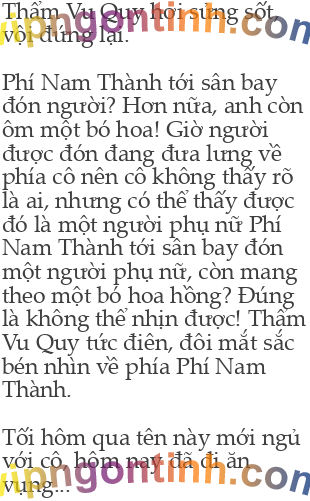 Thẩm Vu Quy hơi sửng sốt,
vội đứng lại.
Phí Nam Thành tới sân bay
đón người? Hơn nữa, anh còn
ôm một bó hoa! Giờ người
được đón đang đưa lưng về
phía cô nên cô không thấy rõ
là ai, nhưng có thể thấy được
đó là một người phụ nữ Phí
Nam Thành tới sân bay đón
một người phụ nữ, còn mang
theo một bó hoa hồng? Đúng
là không thể nhịn được! Thẩm
Vu Quy tức điên, đôi mắt sắc
bén nhìn về phía Phí Nam
Thành.
Tối hôm qua tên này mới ngủ
với cô, hôm nay đã đi ăn
vụng...